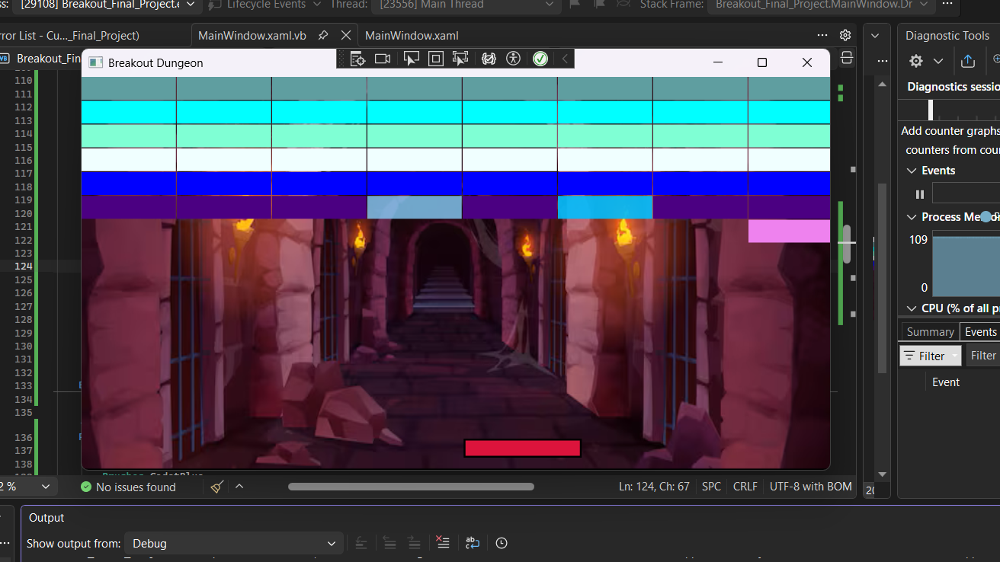 ss: [29108] Breakout_Final_Project.e Lifecycle Events Thread: [23556] Main Thread Stack Frame: Breakout_Final_Project.MainWindow.Dr
rror List - Cu..._Final_Project) MainWindow.xaml.vb MainWindow.xaml
Diagnostic Tools
VB Breakout_Fin
Breakout Dungeon
110
111
112
113
114
115
116
117
118
119
120
121
122
123
124
125
126
127
128
129
130
131
132
133
134
135
136
137
138
Diagnostics sessio
Add counter graphs
counters from cou
Events
Process Me
109
0
CPU (% of all p
Summary Events
Filter Filter
Event
2 % No issues found Ln: 124, Ch: 67 SPC CRLF UTF-8 with BOM
Output
Show output from: Debug